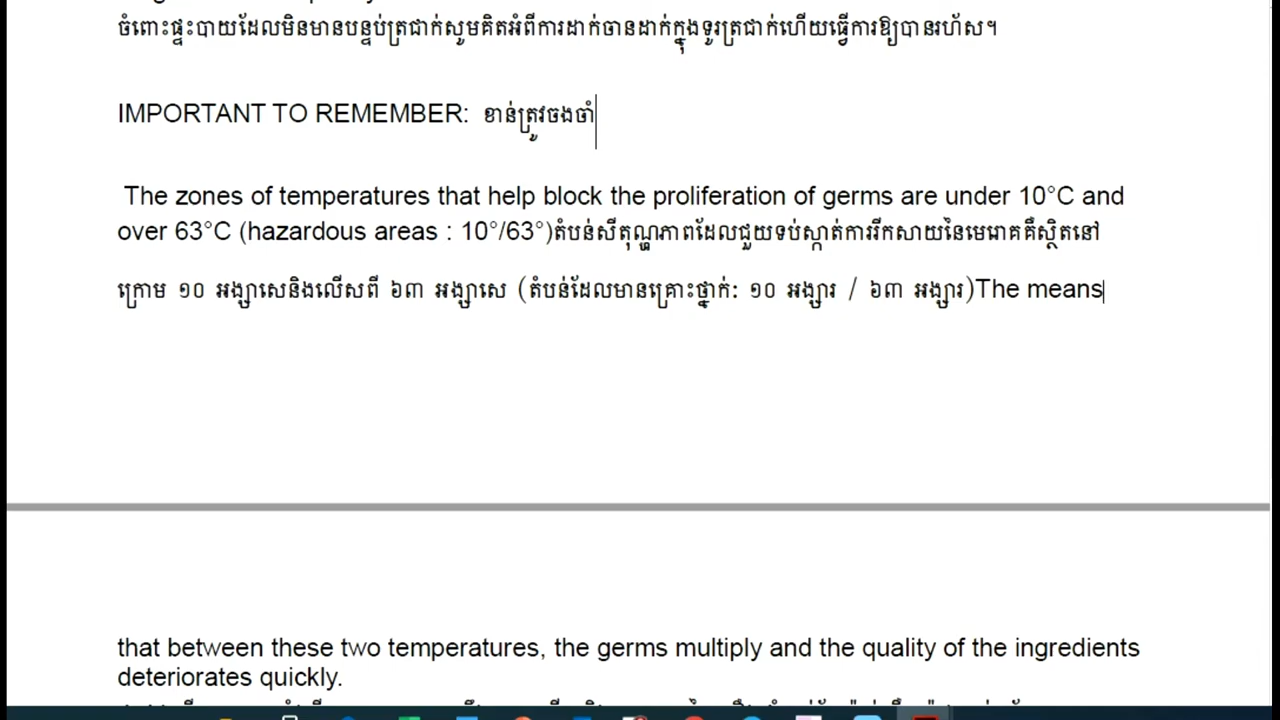 ចំពោះផ្ទះបាយដែលមិនមានបន្ទប់ត្រជាក់សូមគិតអំពីការដាក់ចានដាក់ក្នុងទូរត្រជាក់ហើយធ្វើការឱ្យបានរហ័ស។
IMPORTANT TO REMEMBER: ខាន់ត្រូវចងចាំ
The zones of temperatures that help block the proliferation of germs are under 10°C and
over 63°C (hazardous areas : 10°/63°)តំបន់សីតុណ្ហភាពដែលជួយទប់ស្កាត់ការរីកសាយនៃមេរោគគឺស្ថិតនៅ
ក្រោម ១០ អង្សាសេនិងលើសពី ៦៣ អង្សាសេ (តំបន់ដែលមានគ្រោះថ្នាក់: ១០ អង្សារ / ៦៣ អង្សារ)The means
that between these two temperatures, the germs multiply and the quality of the ingredients
deteriorates quickly.